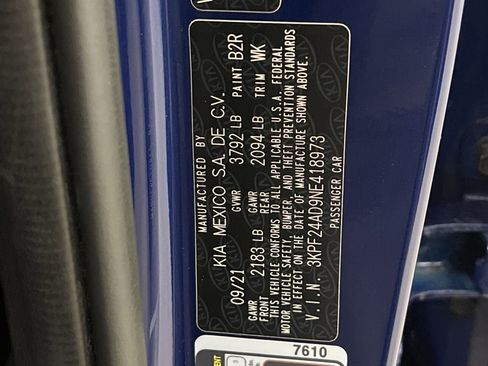 MANUFACTURED BY
KIA MEXICO S.A. DE C.V.
09/21 GVWR 3792 LB PAINT B2R
GAWR FRONT 2183 LB GAWR REAR 2094 LB TRIM WK
THIS VEHICLE CONFORMS TO ALL APPLICABLE U.S.A. FEDERAL
MOTOR VEHICLE SAFETY, BUMPER, AND THEFT PREVENTION STANDARDS
IN EFFECT ON THE DATE OF MANUFACTURE SHOWN ABOVE.
V.I.N. 3KPF24AD9NE418973
PASSENGER CAR
7610